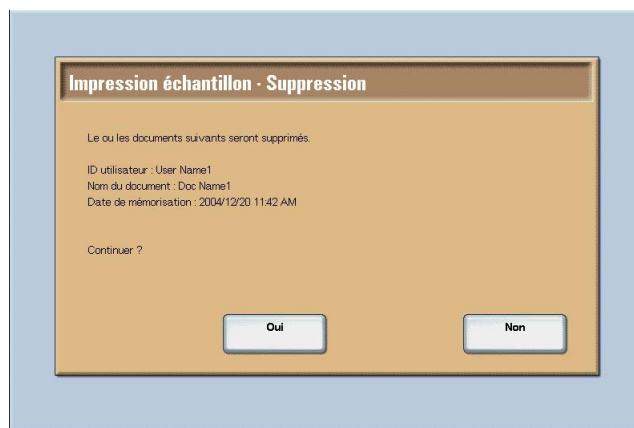 Impression échantillon - Suppression
Le ou les documents suivants seront supprimés.
ID utilisateur : User Name1
Nom du document : Doc Name1
Date de mémorisation : 2004/12/20 11:42 AM
Continuer ?
Oui
Non